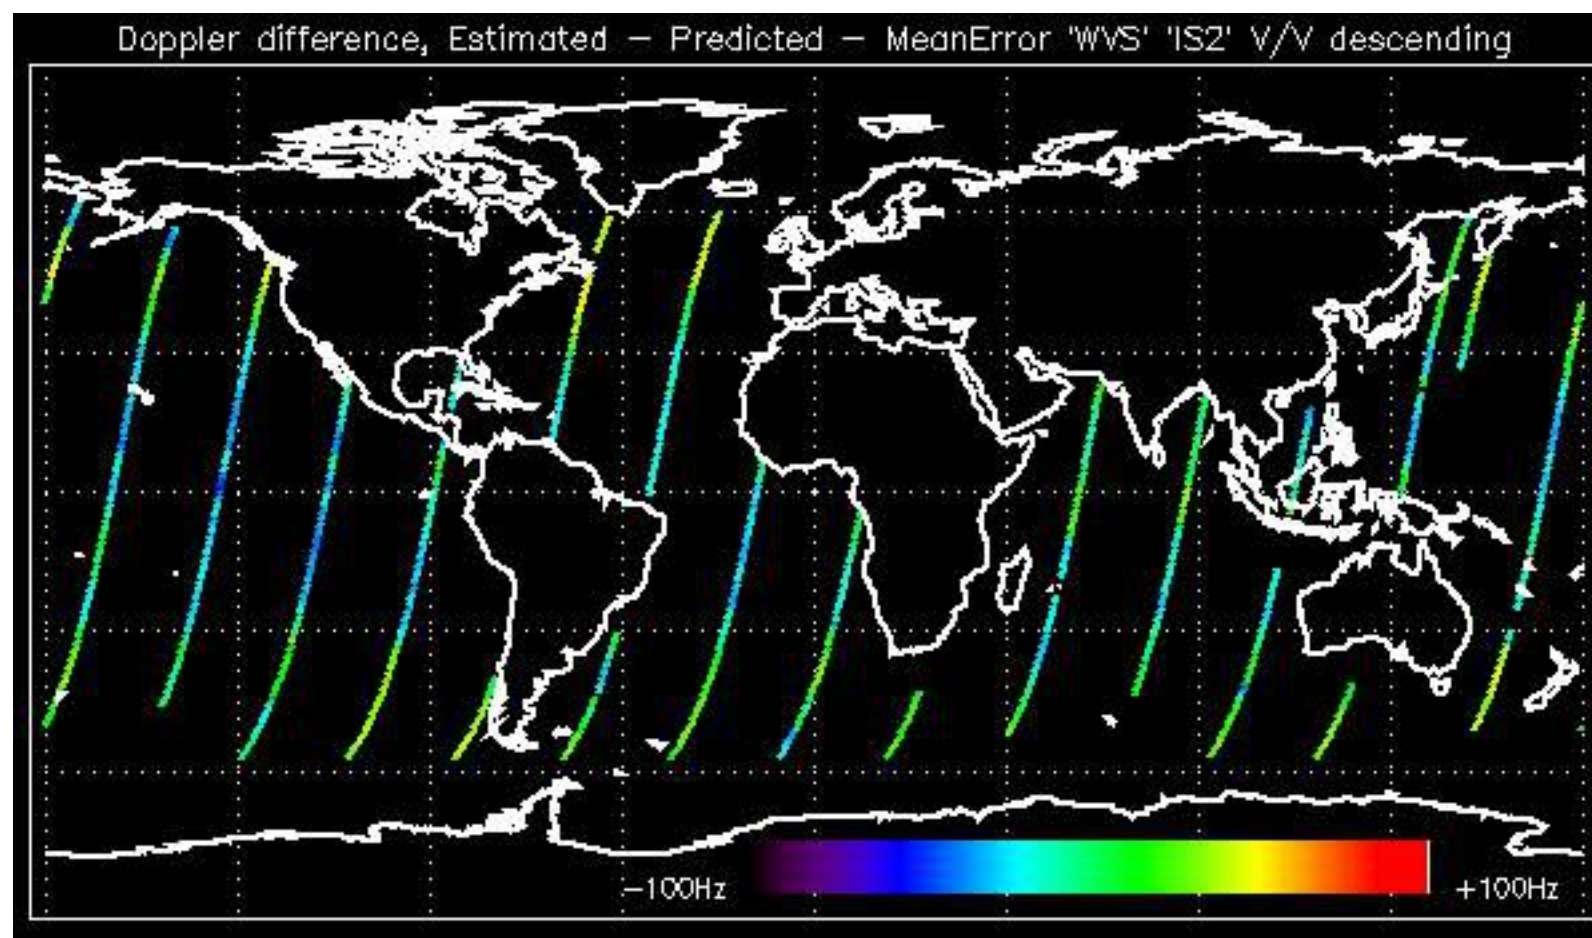 Doppler difference, Estimated – Predicted – MeanError 'WVS' 'IS2' V/V descending
–100Hz +100Hz